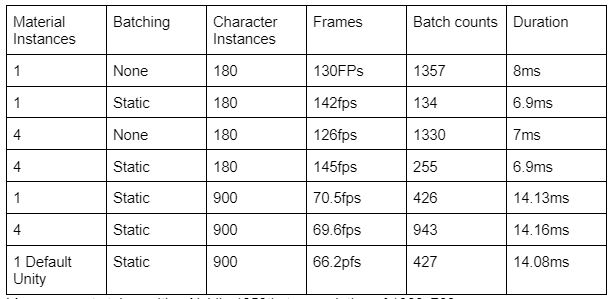 Material Instances Batching Character Instances Frames Batch counts Duration
1 None 180 130FPs 1357 8ms
1 Static 180 142fps 134 6.9ms
4 None 180 126fps 1330 7ms
4 Static 180 145fps 255 6.9ms
1 Static 900 70.5fps 426 14.13ms
4 Static 900 69.6fps 943 14.16ms
1 Default Unity Static 900 66.2pfs 427 14.08ms